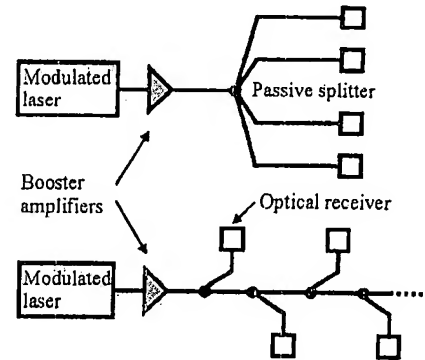 Modulated
laser
Passive splitter
Booster
amplifiers
Optical receiver
Modulated
laser